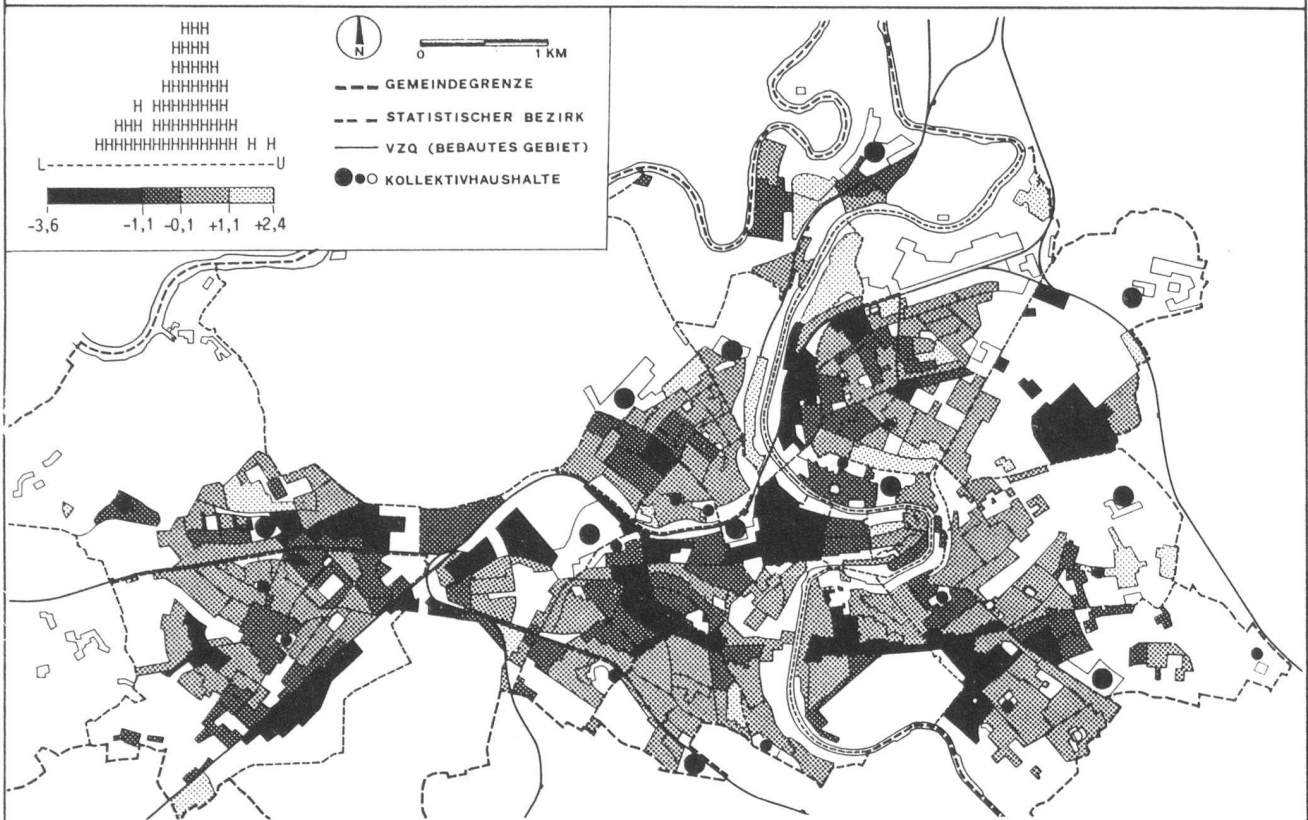 HHH
HHHH
HHHHH
HHHHHHH
H HHHHHHHH
HHH HHHHHHHHH
HHHHHHHHHHHHHHH H H
L--------------------------U
-3,6 -1,1 -0,1 +1,1 +2,4
N
0 1 KM
GEMEINDEGRENZE
STATISTISCHER BEZIRK
VZQ (BEBAUTES GEBIET)
KOLLEKTIVHAUSHALTE